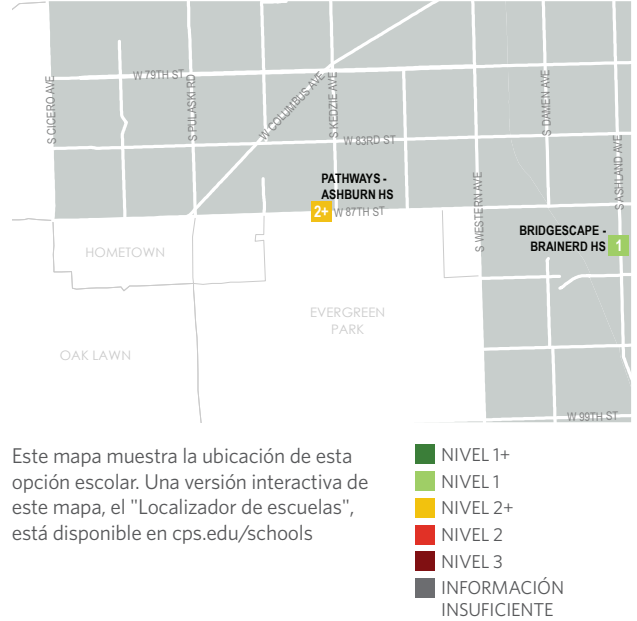 W 79TH ST
S CICERO AVE
S PULASKI RD
W COLUMBUS AVE
S KEDZIE AVE
S DAMEN AVE
W 83RD ST
S ASHLAND AVE
PATHWAYS -
ASHBURN HS
2+ W 87TH ST
S WESTERN AVE
BRIDGESCAPE -
BRAINERD HS 1
HOMETOWN
EVERGREEN
PARK
OAK LAWN
W 99TH ST
Este mapa muestra la ubicación de esta
opción escolar. Una versión interactiva de
este mapa, el "Localizador de escuelas",
está disponible en cps.edu/schools
NIVEL 1+
NIVEL 1
NIVEL 2+
NIVEL 2
NIVEL 3
INFORMACIÓN
INSUFICIENTE